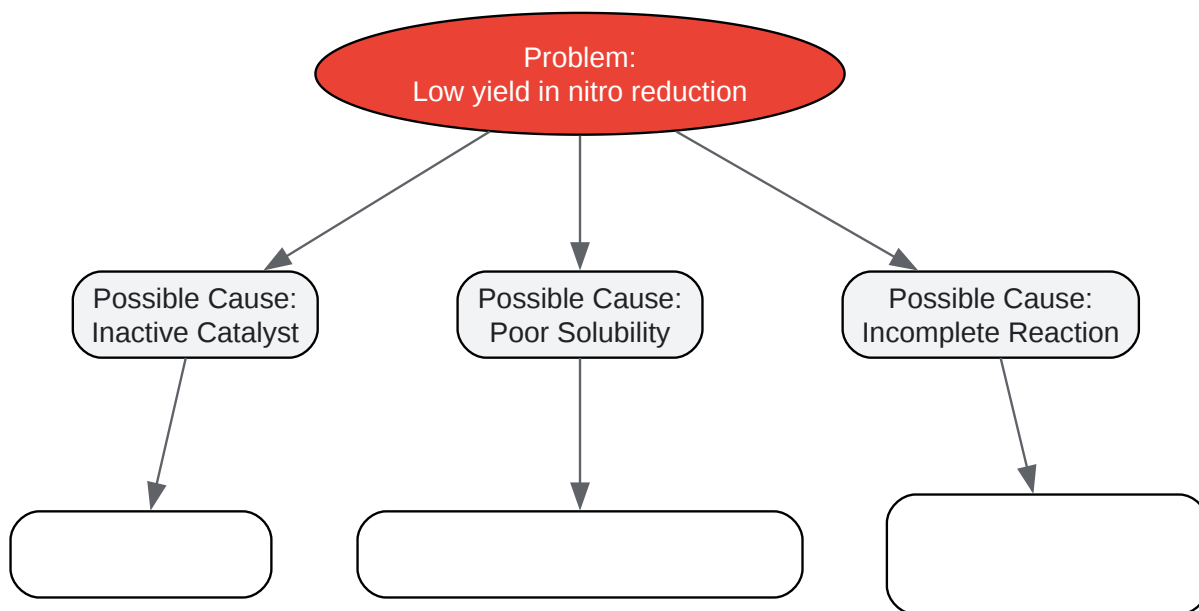 Problem:
Low yield in nitro reduction
Possible Cause:
Inactive Catalyst
Possible Cause:
Poor Solubility
Possible Cause:
Incomplete Reaction